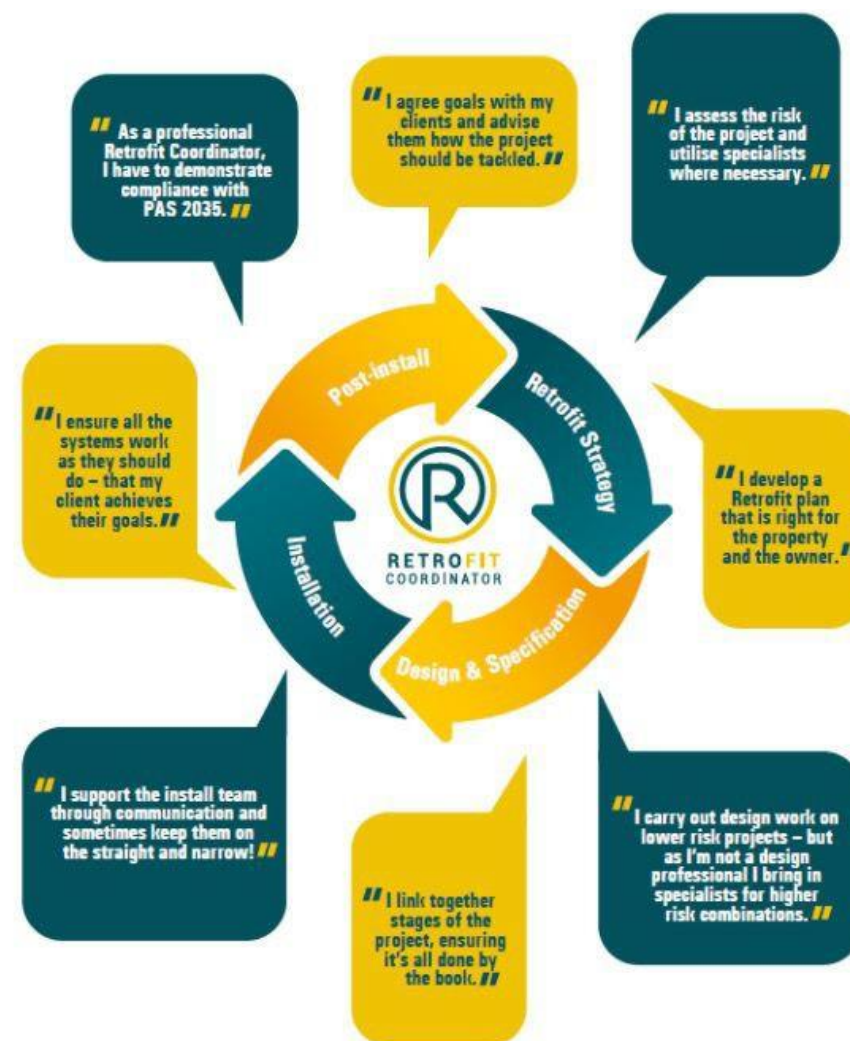 " As a professional
Retrofit Coordinator,
I have to demonstrate
compliance with
PAS 2035. "
" I agree goals with my
clients and advise
them how the project
should be tackled. "
" I assess the risk
of the project and
utilise specialists
where necessary. "
" I develop a
Retrofit plan
that is right for
the property
and the owner. "
" I carry out design work on
lower risk projects – but
as I'm not a design
professional I bring in
specialists for higher
risk combinations. "
" I link together
stages of the
project, ensuring
it's all done by
the book. "
" I support the install team
through communication and
sometimes keep them on
the straight and narrow! "
" I ensure all the
systems work
as they should
do – that my
client achieves
their goals. "
Post-install
Retrofit Strategy
Design & Specification
Installation
R
RETROFIT
COORDINATOR